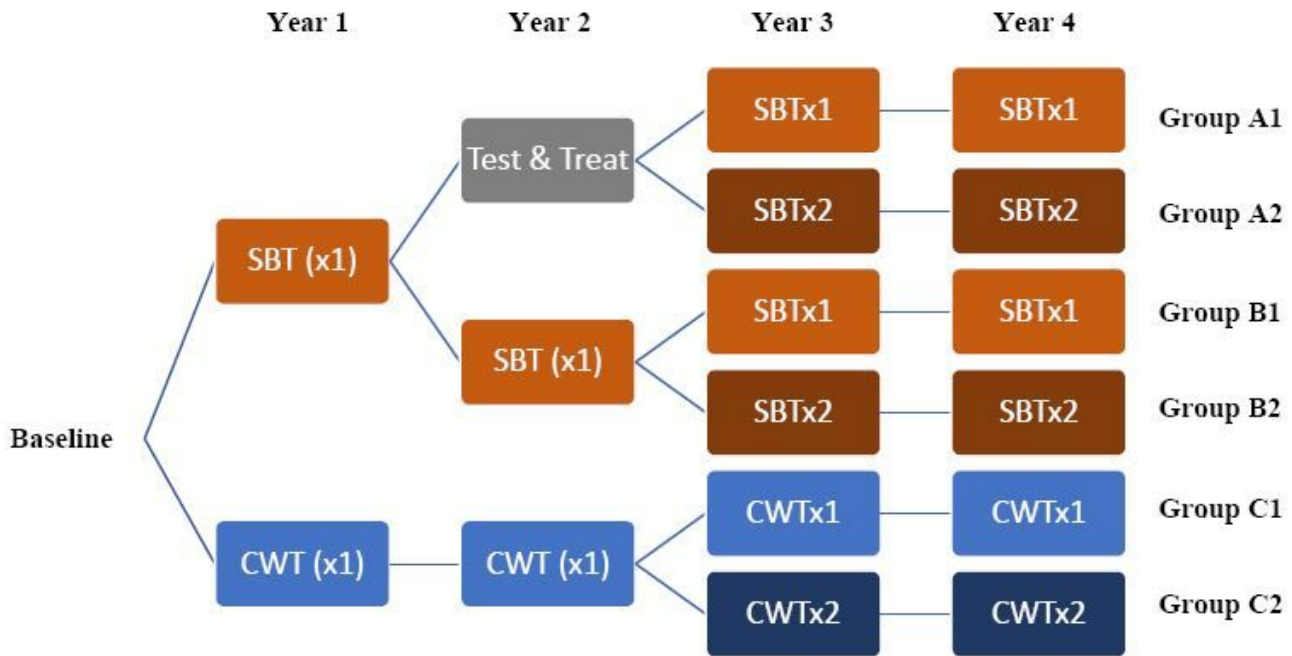 Year 1 Year 2 Year 3 Year 4
SBTx1 SBTx1 Group A1
Test & Treat
SBTx2 SBTx2 Group A2
SBT (x1)
SBTx1 SBTx1 Group B1
SBT (x1)
SBTx2 SBTx2 Group B2
Baseline
CWTx1 CWTx1 Group C1
CWT (x1) CWT (x1)
CWTx2 CWTx2 Group C2